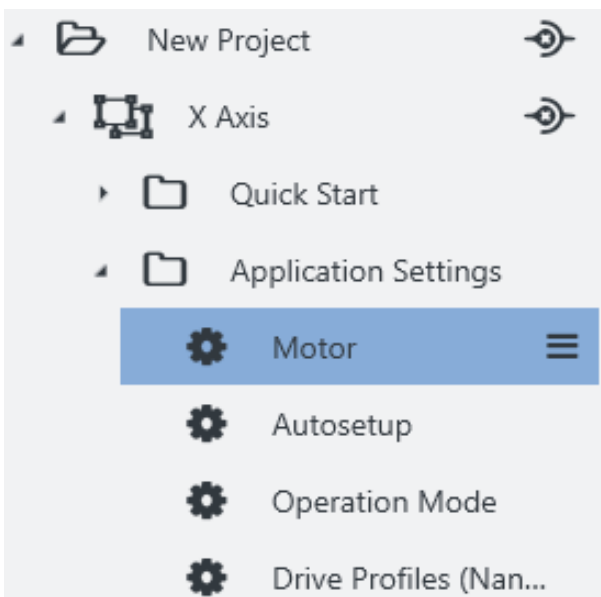 New Project
X Axis
Quick Start
Application Settings
Motor
Autosetup
Operation Mode
Drive Profiles (Nan...